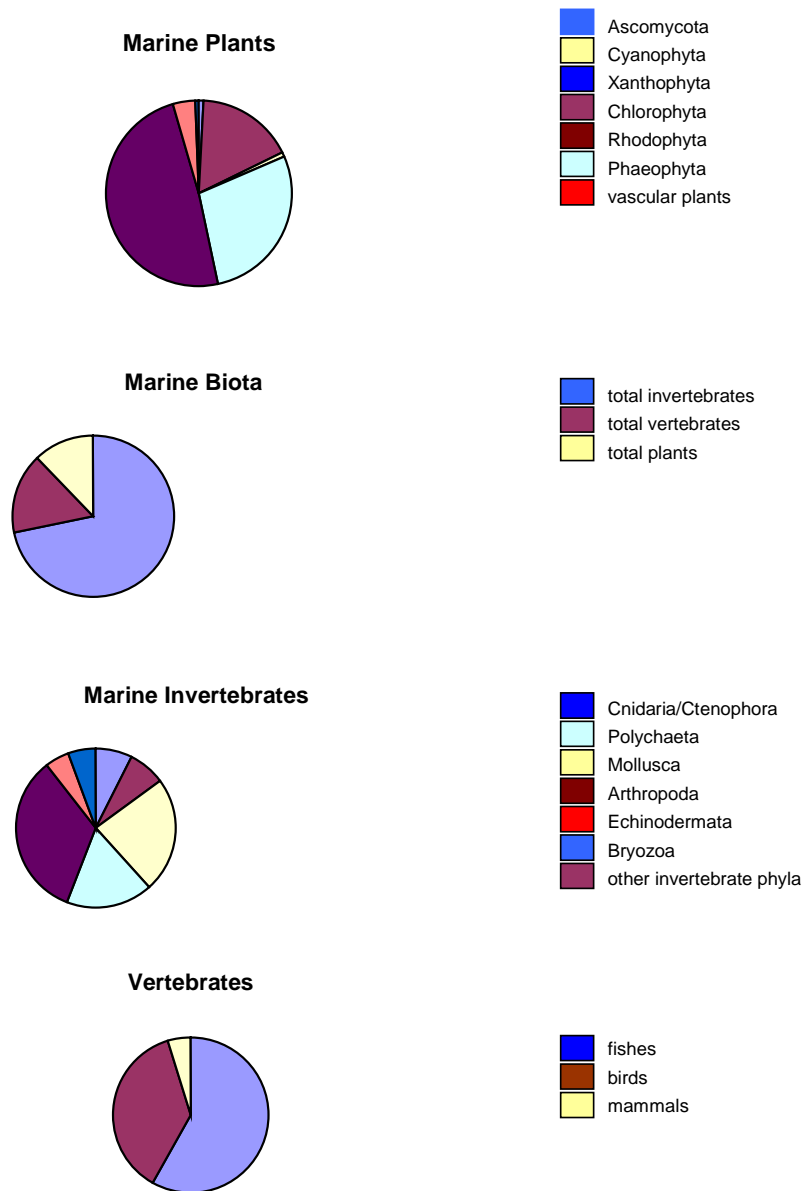 Marine Plants
Ascomycota
Cyanophyta
Xanthophyta
Chlorophyta
Rhodophyta
Phaeophyta
vascular plants
Marine Biota
total invertebrates
total vertebrates
total plants
Marine Invertebrates
Cnidaria/Ctenophora
Polychaeta
Mollusca
Arthropoda
Echinodermata
Bryozoa
other invertebrate phyla
Vertebrates
fishes
birds
mammals